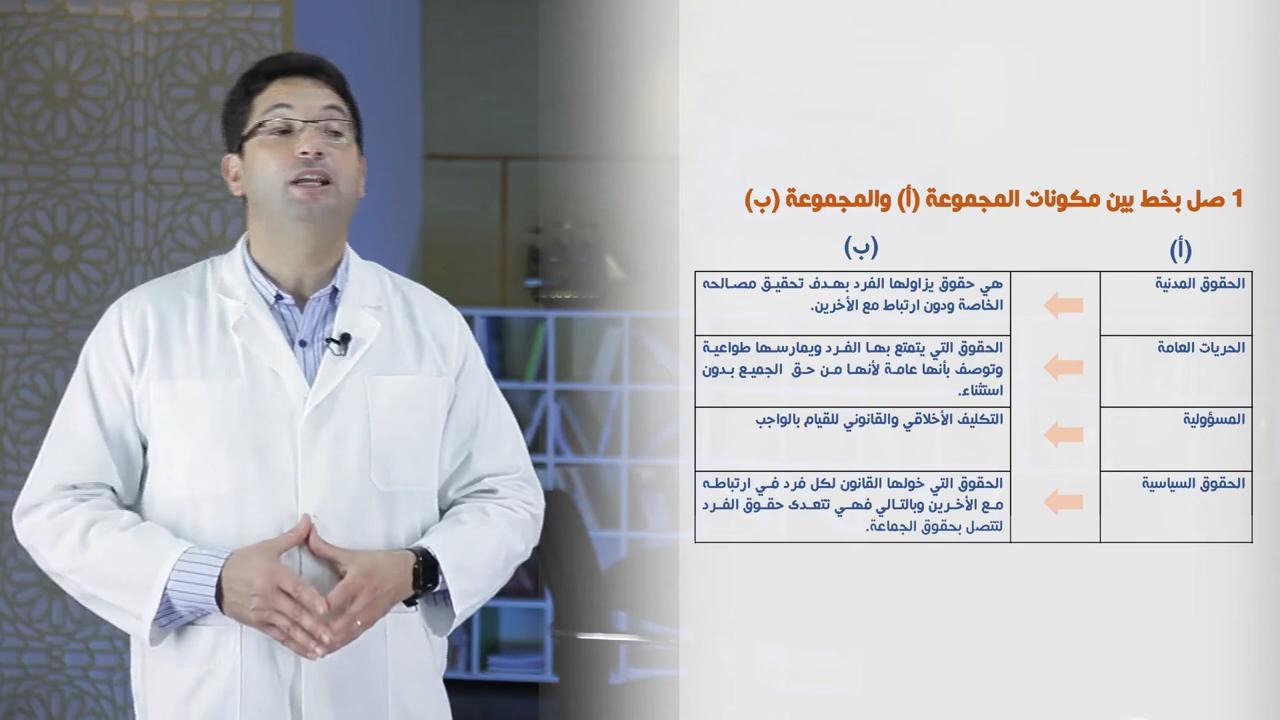 1 صل بخط بين مكونات المجموعة (أ) والمجموعة (ب)
(أ)
(ب)
الحقوق المدنية
هي حقوق يزاولها الفرد بهدف تحقيق مصالحه
الخاصة ودون ارتباط مع الأخرين.
الحريات العامة
الحقوق التي يتمتع بها الفرد ويمارسها طواعية
وتوصف بأنها عامة لأنها من حق الجميع بدون
استثناء.
المسؤولية
التكليف الأخلاقي والقانوني للقيام بالواجب
الحقوق السياسية
الحقوق التي خولها القانون لكل فرد في ارتباطه
مع الأخرين وبالتالي فهي تتعدى حقوق الفرد
لتتصل بحقوق الجماعة.